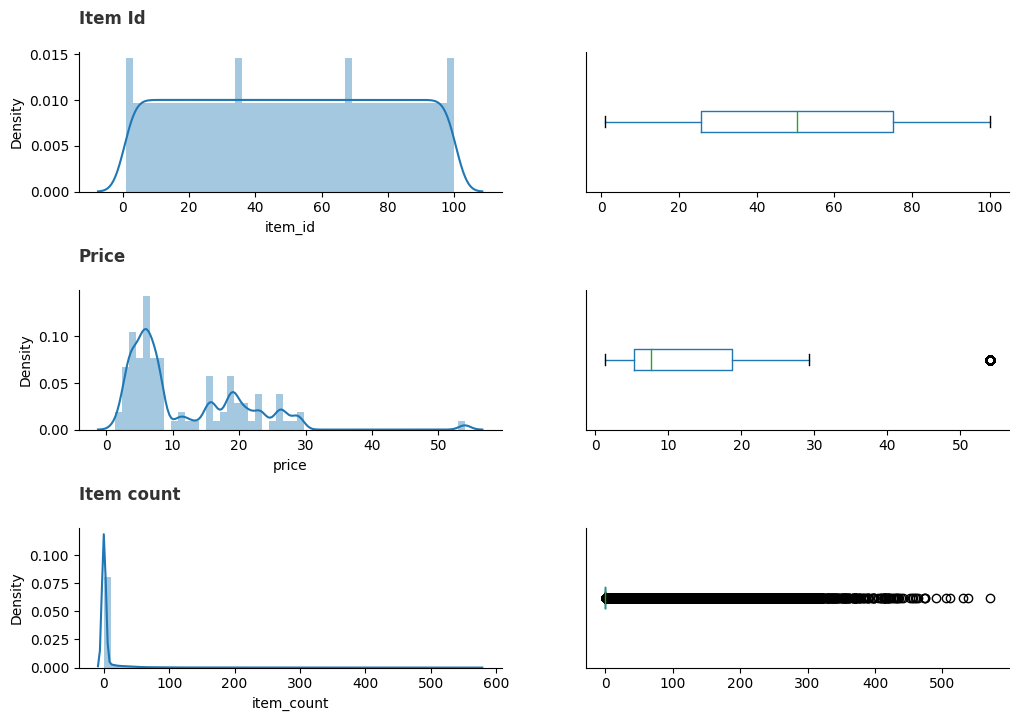 Item Id
0.015
0.010
0.005
0.000
Density
0 20 40 60 80 100
item_id
0 20 40 60 80 100
Price
0.10
0.05
0.00
Density
0 10 20 30 40 50
price
0 10 20 30 40 50
Item count
0.100
0.075
0.050
0.025
0.000
Density
0 100 200 300 400 500 600
item_count
0 100 200 300 400 500